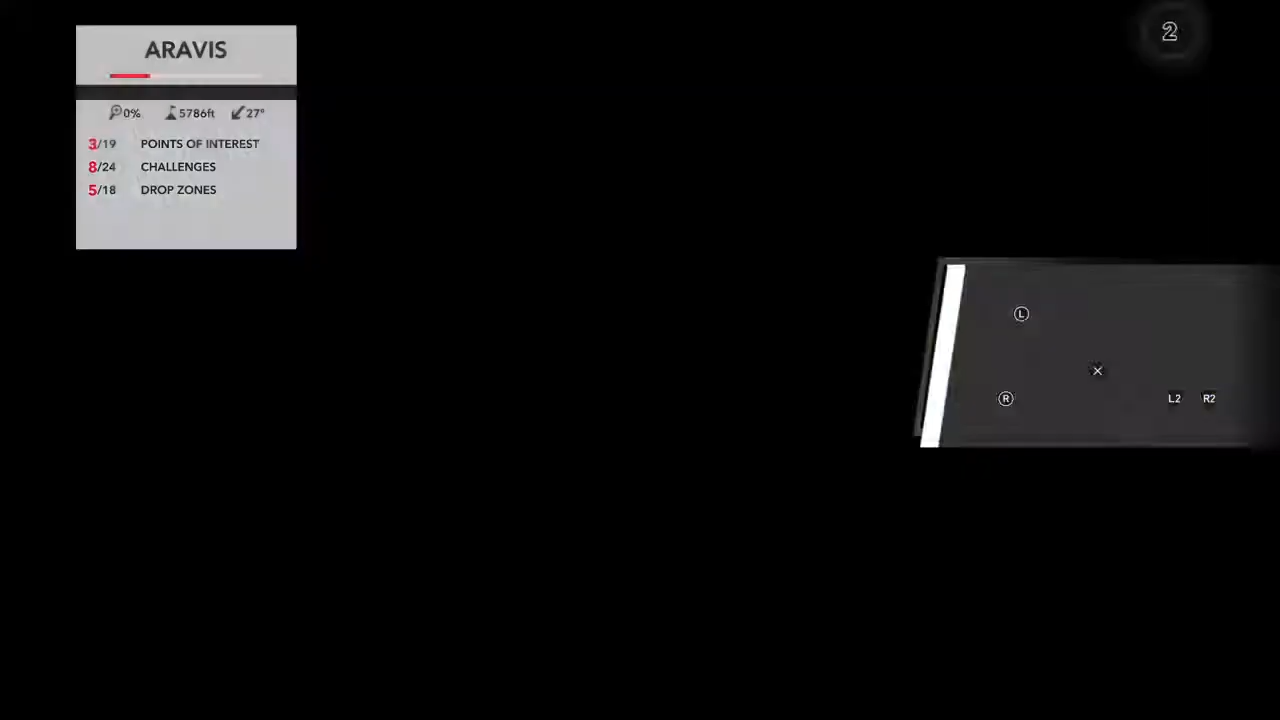 ARAVIS
2
0% 5786ft 27°
3/19 POINTS OF INTEREST
8/24 CHALLENGES
5/18 DROP ZONES
L
X
R L2 R2